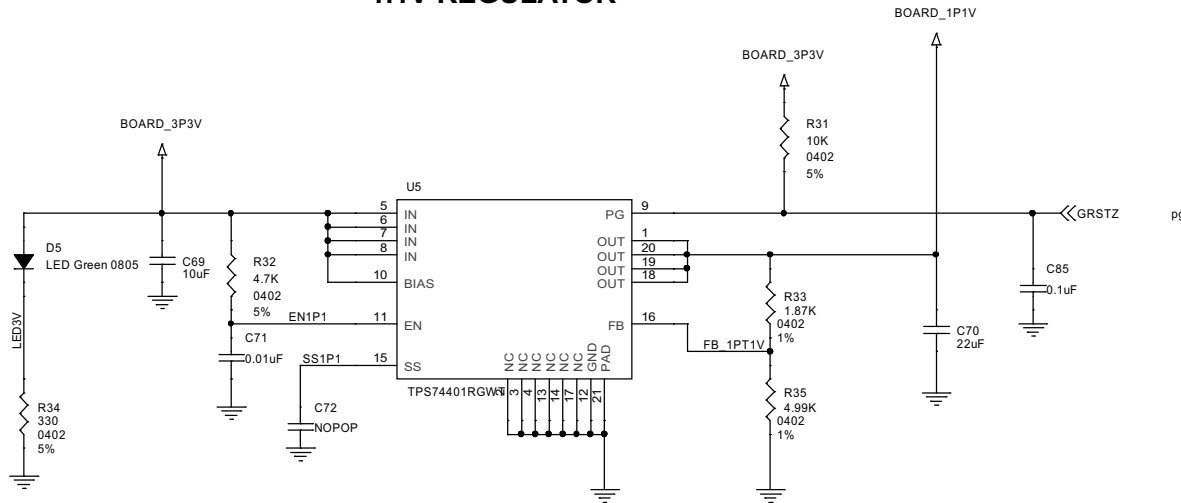 BOARD_1P1V
BOARD_3P3V
BOARD_3P3V
R31
10K
0402
5%
U5
5 IN
6 IN
7 IN
8 IN
10 BIAS
11 EN
15 SS
PG 9
OUT 1
OUT 20
OUT 19
OUT 18
FB 16
GRSTZ
D5
LED Green 0805
C69
10uF
R32
4.7K
0402
5%
EN1P1
C71
0.01uF
SS1P1
C72
NOPOP
LED3V
R34
330
0402
5%
NC
NC
NC
NC
NC
NC
GND
PAD
3
4
13
14
17
12
21
R33
1.87K
0402
1%
FB_1PT1V
R35
4.99K
0402
1%
C70
22uF
C85
0.1uF